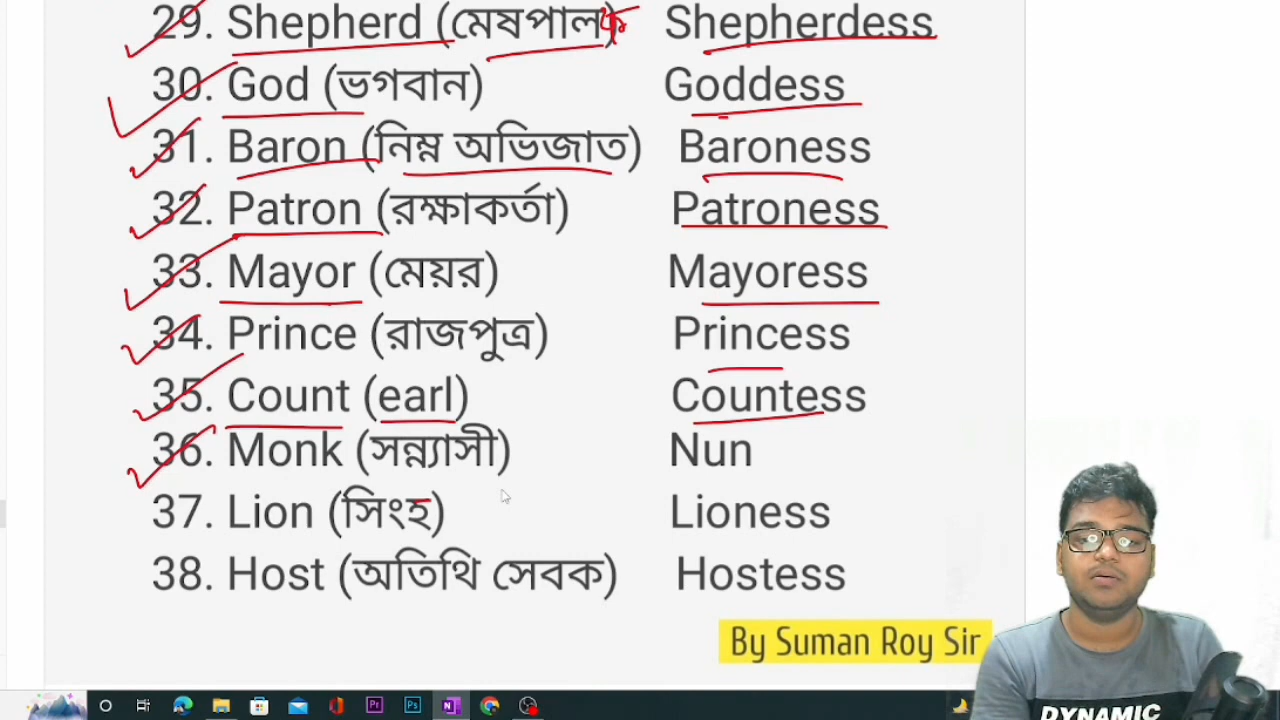 29. Shepherd (মেষপাল)ক Shepherdess
30. God (ভগবান) Goddess
31. Baron (নিম্ন অভিজাত) Baroness
32. Patron (রক্ষাকর্তা) Patroness
33. Mayor (মেয়র) Mayoress
34. Prince (রাজপুত্র) Princess
35. Count (earl) Countess
36. Monk (সন্ন্যাসী) Nun
37. Lion (সিংহ) Lioness
38. Host (অতিথি সেবক) Hostess
By Suman Roy Sir
DYNAMIC